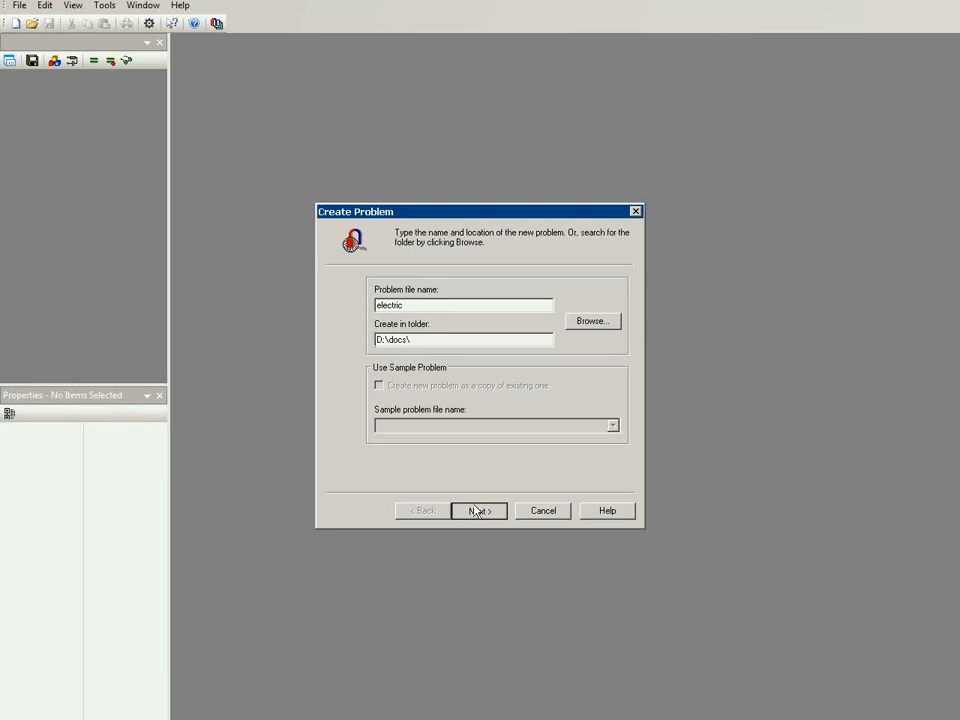 File Edit View Tools Window Help
Properties - No Items Selected
Create Problem
Type the name and location of the new problem. Or, search for the
folder by clicking Browse.
Problem file name:
electric
Browse...
Create in folder:
D:\docs\
Use Sample Problem
Create new problem as a copy of existing one
Sample problem file name:
< Back Next > Cancel Help